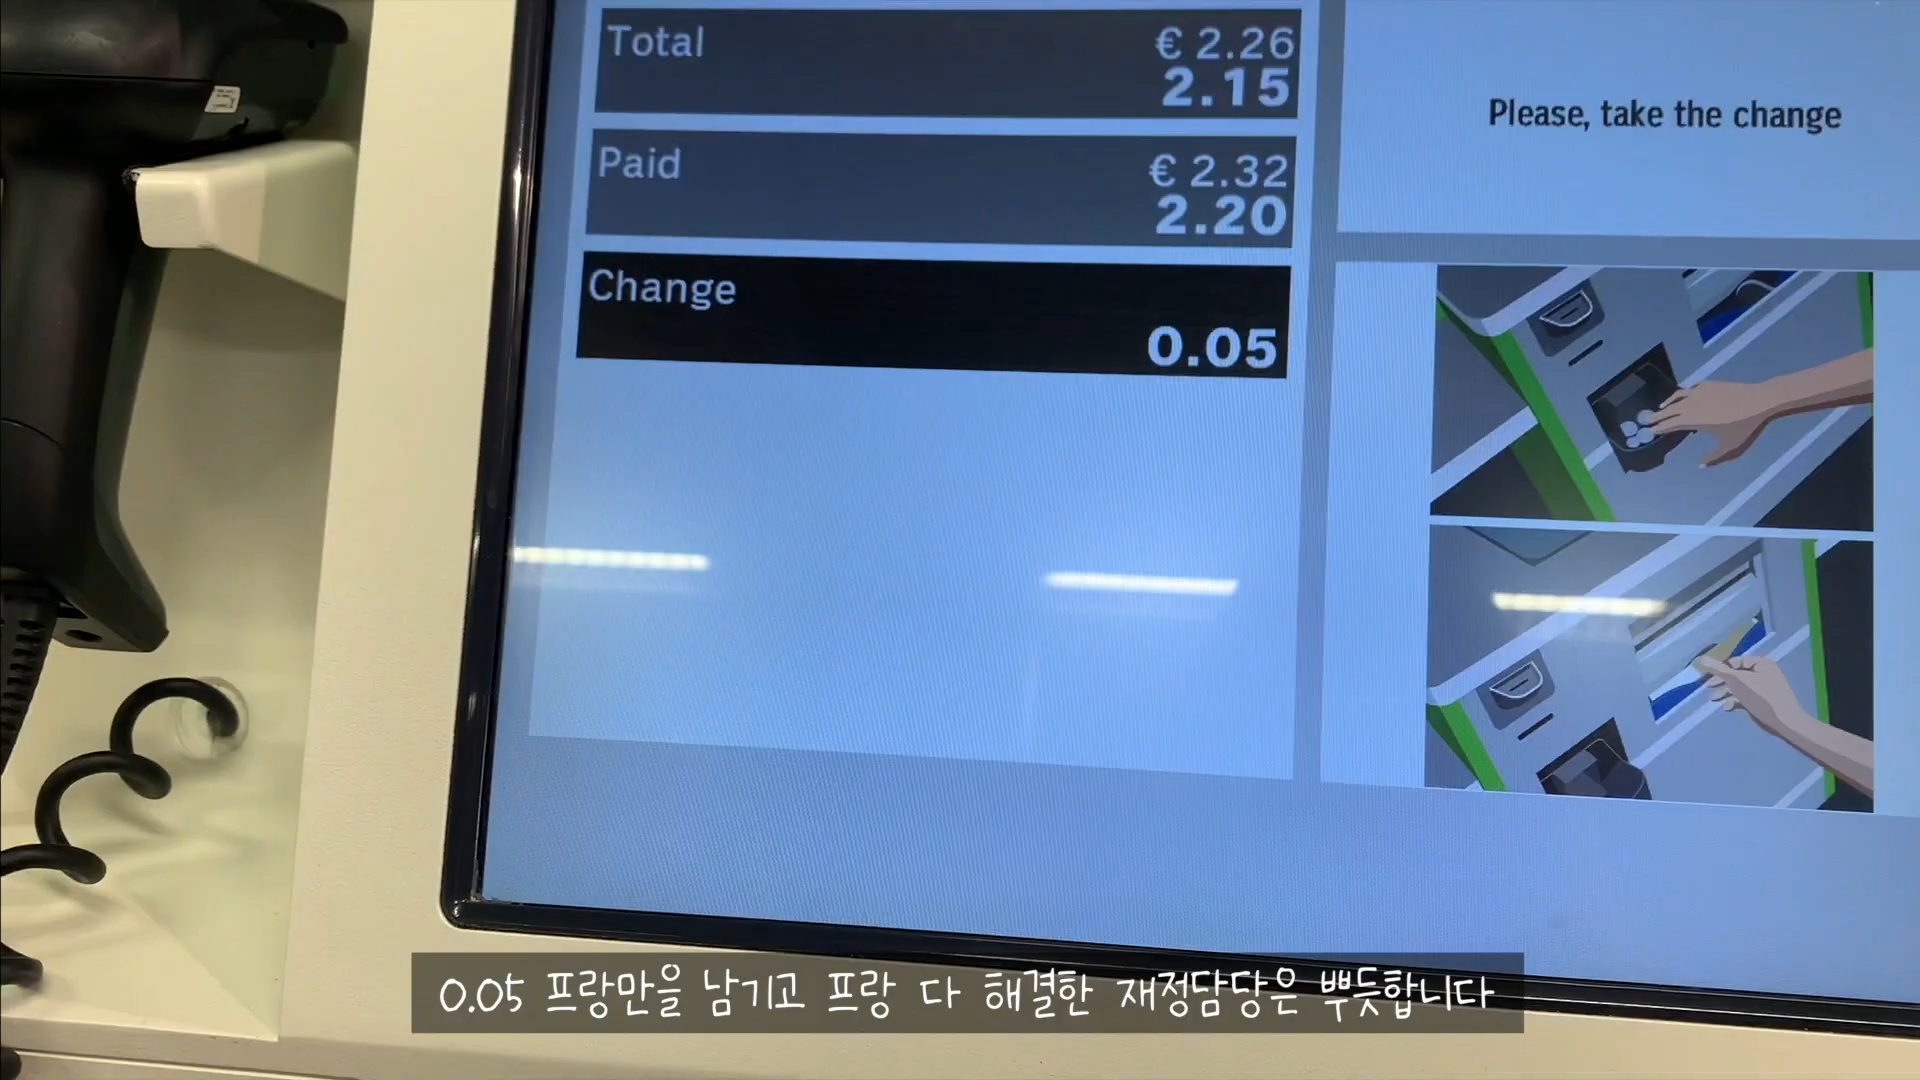 Total € 2.26
2.15
Paid € 2.32
2.20
Change
0.05
Please, take the change
0.05 프랑만을 남기고 프랑 다 해결한 재정담당은 뿌듯합니다